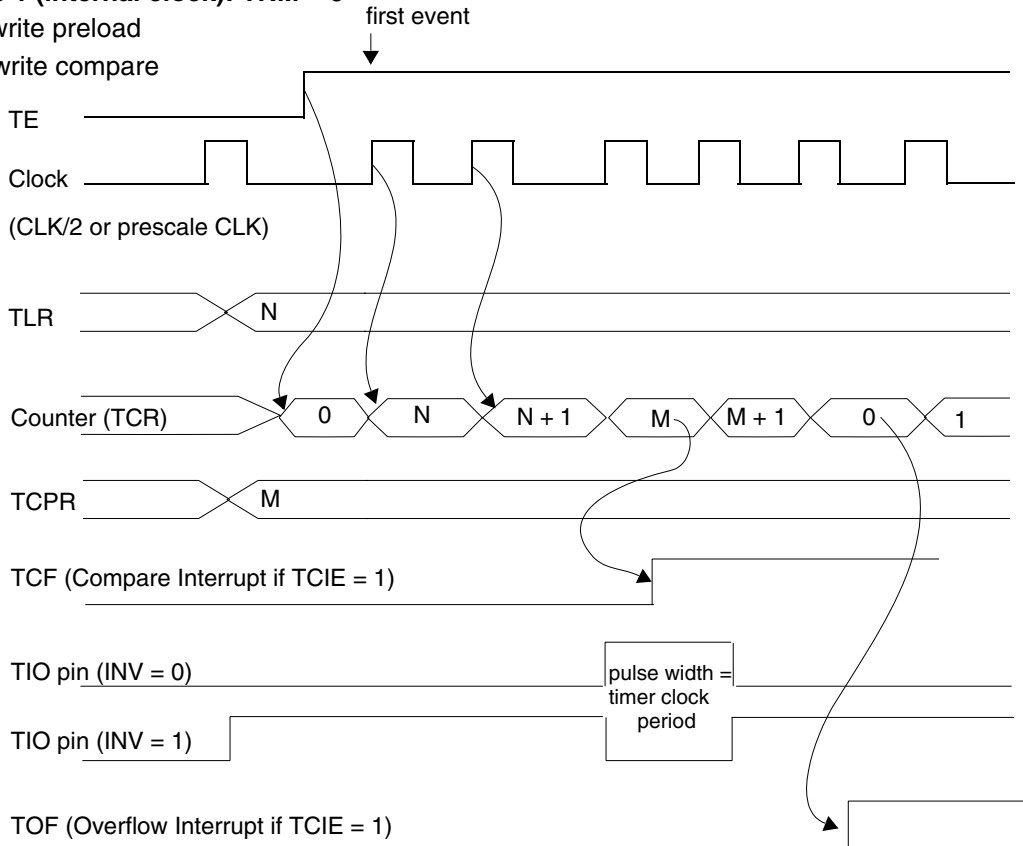 first event
write preload
write compare
TE
Clock
(CLK/2 or prescale CLK)
TLR
N
Counter (TCR)
0
N
N + 1
M
M + 1
0
1
TCPR
M
TCF (Compare Interrupt if TCIE = 1)
TIO pin (INV = 0)
pulse width =
timer clock
period
TIO pin (INV = 1)
TOF (Overflow Interrupt if TCIE = 1)